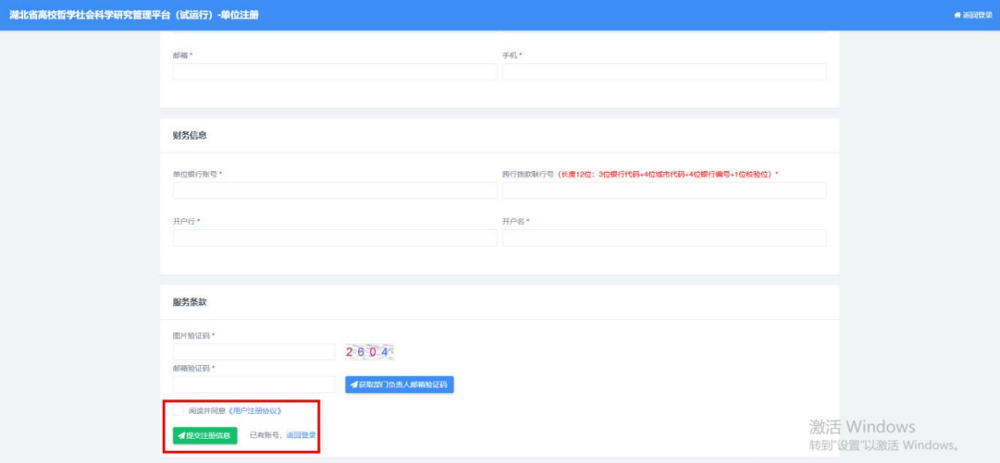 湖北省高校哲学社会科学研究管理平台（试运行）-单位注册 返回登录
邮箱 * 手机 *
财务信息
单位银行账号 * 跨行拨款联行号（长度12位：3位银行代码+4位城市代码+4位银行编号+1位校验位）*
开户行 * 开户名 *
服务条款
图片验证码 *
2604
邮箱验证码 *
获取部门负责人邮箱验证码
阅读并同意《用户注册协议》
提交注册信息 已有账号，返回登录
激活 Windows
转到"设置"以激活 Windows。